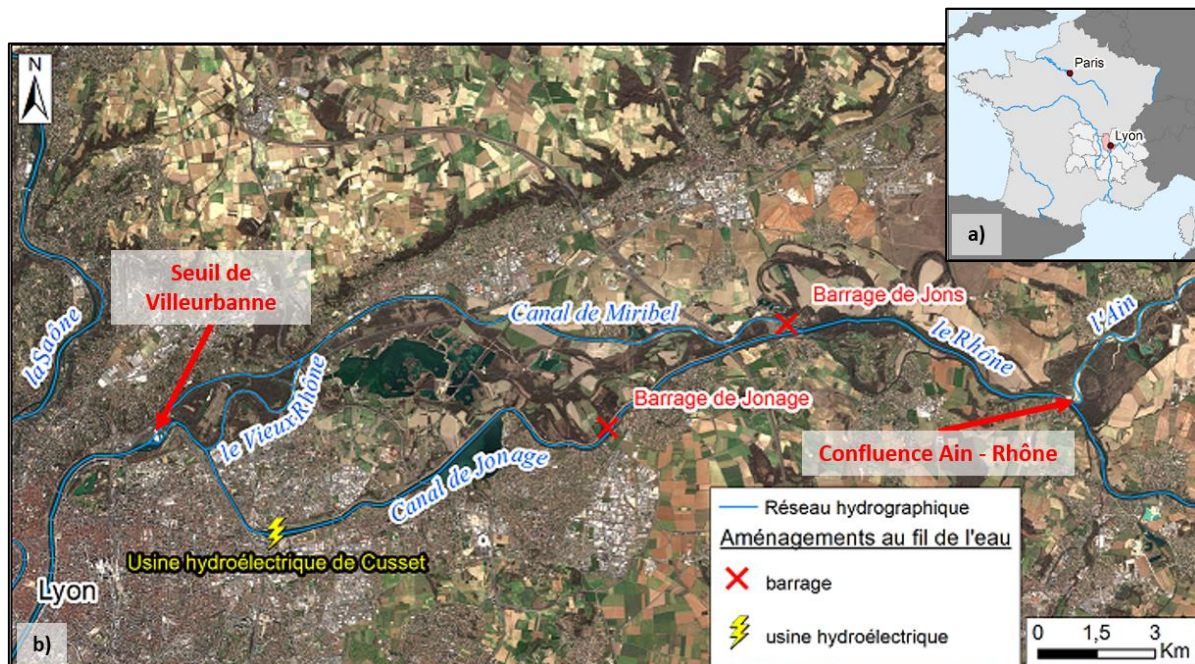 Paris
Lyon
a)
N
Seuil de
Villeurbanne
la Saône
Canal de Miribel
Barrage de Jons
l'Ain
le Rhône
le Vieux Rhône
Barrage de Jonage
Canal de Jonage
Confluence Ain - Rhône
Usine hydroélectrique de Cusset
Lyon
b)
Réseau hydrographique
Aménagements au fil de l'eau
barrage
usine hydroélectrique
0 1,5 3
Km